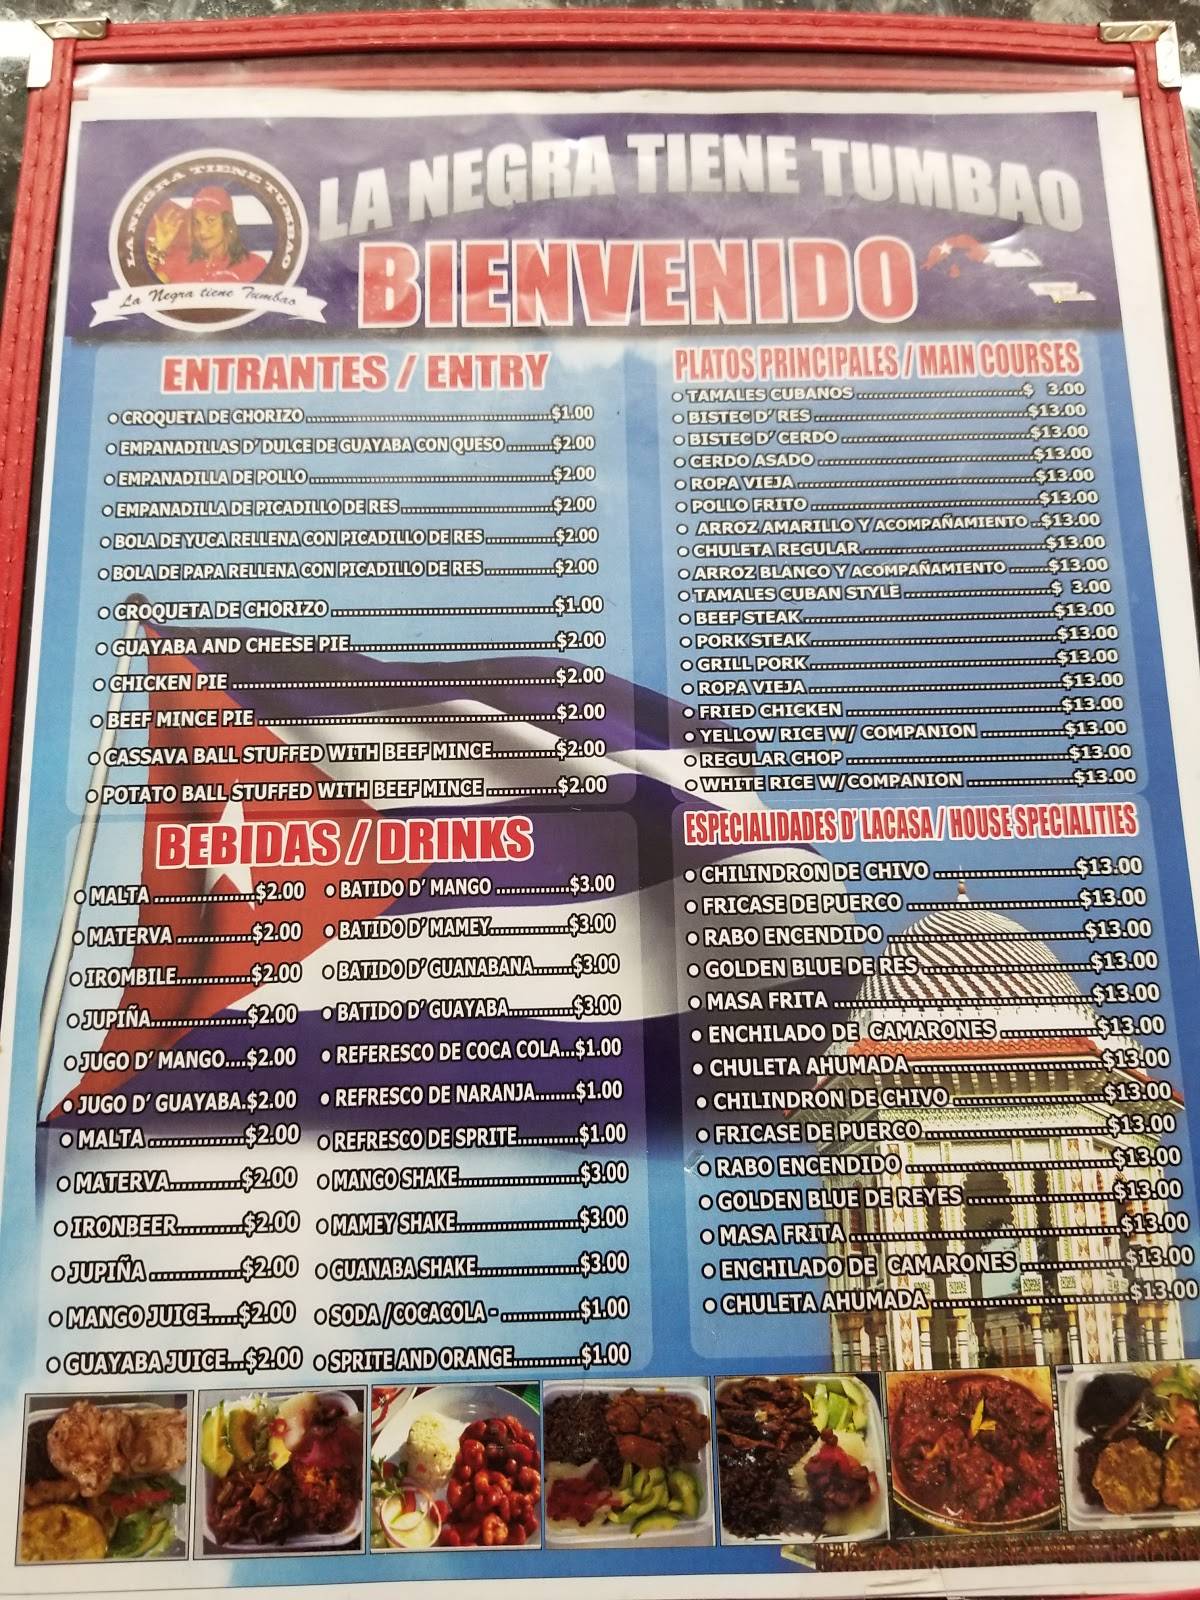 LA NEGRA TIENE TUMBAO
La Negra tiene Tumbao
LA NEGRA TIENE TUMBAO
BIENVENIDO
ENTRANTES / ENTRY
CROQUETA DE CHORIZO $1.00
EMPANADILLAS D' DULCE DE GUAYABA CON QUESO $2.00
EMPANADILLA DE POLLO $2.00
EMPANADILLA DE PICADILLO DE RES $2.00
BOLA DE YUCA RELLENA CON PICADILLO DE RES $2.00
BOLA DE PAPA RELLENA CON PICADILLO DE RES $2.00
CROQUETA DE CHORIZO $1.00
GUAYABA AND CHEESE PIE $2.00
CHICKEN PIE $2.00
BEEF MINCE PIE $2.00
CASSAVA BALL STUFFED WITH BEEF MINCE $2.00
POTATO BALL STUFFED WITH BEEF MINCE $2.00
BEBIDAS / DRINKS
MALTA $2.00
MATERVA $2.00
IROMBILE $2.00
JUPIÑA $2.00
JUGO D' MANGO $2.00
JUGO D' GUAYABA $2.00
MALTA $2.00
MATERVA $2.00
IRONBEER $2.00
JUPIÑA $2.00
MANGO JUICE $2.00
GUAYABA JUICE $2.00
BATIDO D' MANGO $3.00
BATIDO D' MAMEY $3.00
BATIDO D' GUANABANA $3.00
BATIDO D' GUAYABA $3.00
REFERESCO DE COCA COLA $1.00
REFRESCO DE NARANJA $1.00
REFRESCO DE SPRITE $1.00
MANGO SHAKE $3.00
MAMEY SHAKE $3.00
GUANABA SHAKE $3.00
SODA /COCACOLA - $1.00
SPRITE AND ORANGE $1.00
PLATOS PRINCIPALES / MAIN COURSES
TAMALES CUBANOS $ 3.00
BISTEC D' RES $13.00
BISTEC D' CERDO $13.00
CERDO ASADO $13.00
ROPA VIEJA $13.00
POLLO FRITO $13.00
ARROZ AMARILLO Y ACOMPAÑAMIENTO $13.00
CHULETA REGULAR $13.00
ARROZ BLANCO Y ACOMPAÑAMIENTO $13.00
TAMALES CUBAN STYLE $ 3.00
BEEF STEAK $13.00
PORK STEAK $13.00
GRILL PORK $13.00
ROPA VIEJA $13.00
FRIED CHICKEN $13.00
YELLOW RICE W/ COMPANION $13.00
REGULAR CHOP $13.00
WHITE RICE W/COMPANION $13.00
ESPECIALIDADES D' LACASA / HOUSE SPECIALITIES
CHILINDRON DE CHIVO $13.00
FRICASE DE PUERCO $13.00
RABO ENCENDIDO $13.00
GOLDEN BLUE DE RES $13.00
MASA FRITA $13.00
ENCHILADO DE CAMARONES $13.00
CHULETA AHUMADA $13.00
CHILINDRON DE CHIVO $13.00
FRICASE DE PUERCO $13.00
RABO ENCENDIDO $13.00
GOLDEN BLUE DE REYES $13.00
MASA FRITA $13.00
ENCHILADO DE CAMARONES $13.00
CHULETA AHUMADA $13.00